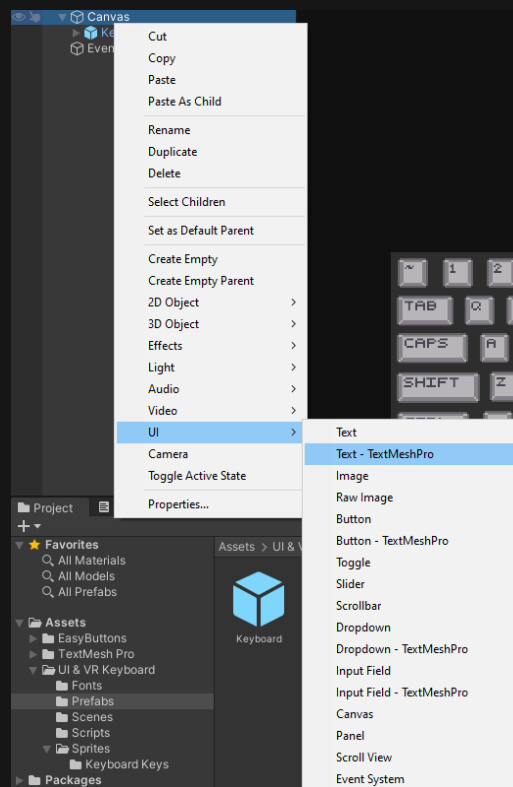 Canvas
Ke
Even
Cut
Copy
Paste
Paste As Child
Rename
Duplicate
Delete
Select Children
Set as Default Parent
Create Empty
Create Empty Parent
2D Object
3D Object
Effects
Light
Audio
Video
UI
Camera
Toggle Active State
Properties...
Text
Text - TextMeshPro
Image
Raw Image
Button
Button - TextMeshPro
Toggle
Slider
Scrollbar
Dropdown
Dropdown - TextMeshPro
Input Field
Input Field - TextMeshPro
Canvas
Panel
Scroll View
Event System
~ 1 2
TAB Q
CAPS A
SHIFT Z
Project
Favorites
All Materials
All Models
All Prefabs
Assets
EasyButtons
TextMesh Pro
UI & VR Keyboard
Fonts
Prefabs
Scenes
Scripts
Sprites
Keyboard Keys
Packages
Assets > UI & V
Keyboard